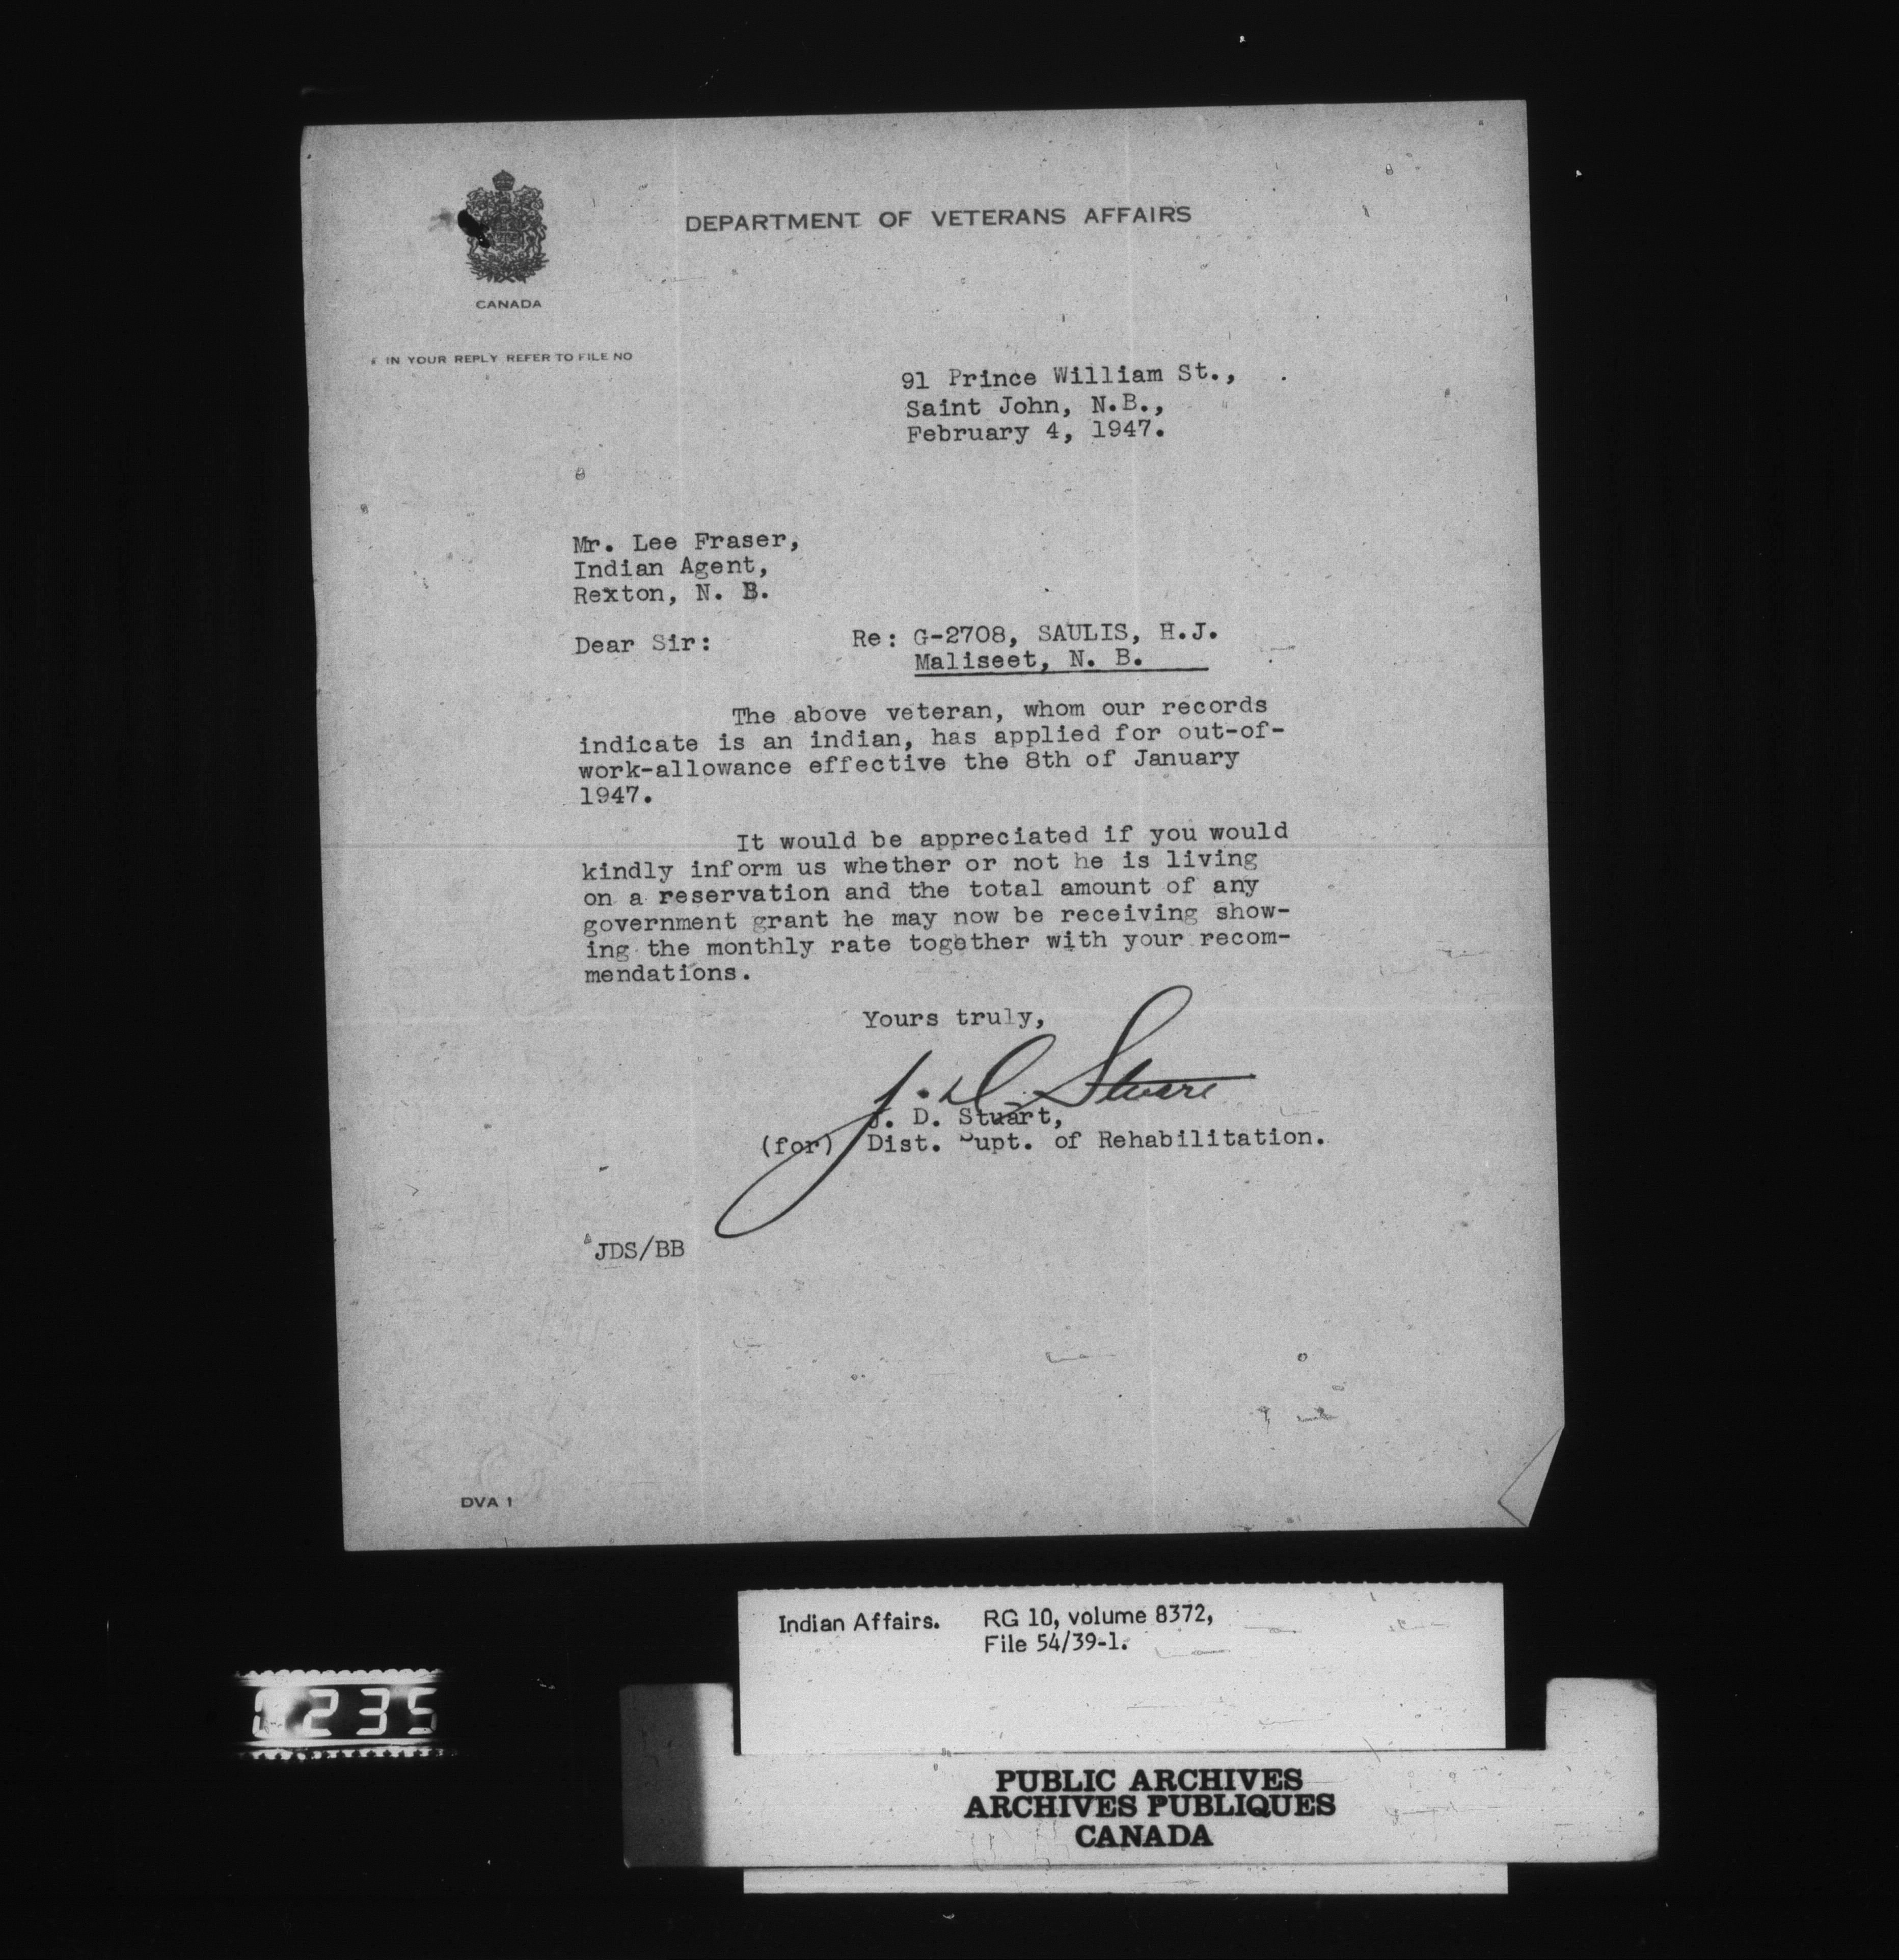 DEPARTMENT OF VETERANS AFFAIRS
CANADA
IN YOUR REPLY REFER TO FILE NO
91 Prince William St.,
Saint John, N.B.,
February 4, 1947.
Mr. Lee Fraser,
Indian Agent,
Rexton, N. B.
Dear Sir:
Re: G-2708, SAULIS, H.J.
Maliseet, N. B.
The above veteran, whom our records
indicate is an indian, has applied for out-of-
work-allowance effective the 8th of January
1947.
It would be appreciated if you would
kindly inform us whether or not he is living
on a reservation and the total amount of any
government grant he may now be receiving show-
ing the monthly rate together with your recom-
mendations.
Yours truly,
J. D. Stuart
J. D. Stuart,
(for) Dist. Supt. of Rehabilitation.
JDS/BB
DVA 1
Indian Affairs. RG 10, volume 8372,
File 54/39-1.
0235
PUBLIC ARCHIVES
ARCHIVES PUBLIQUES
CANADA